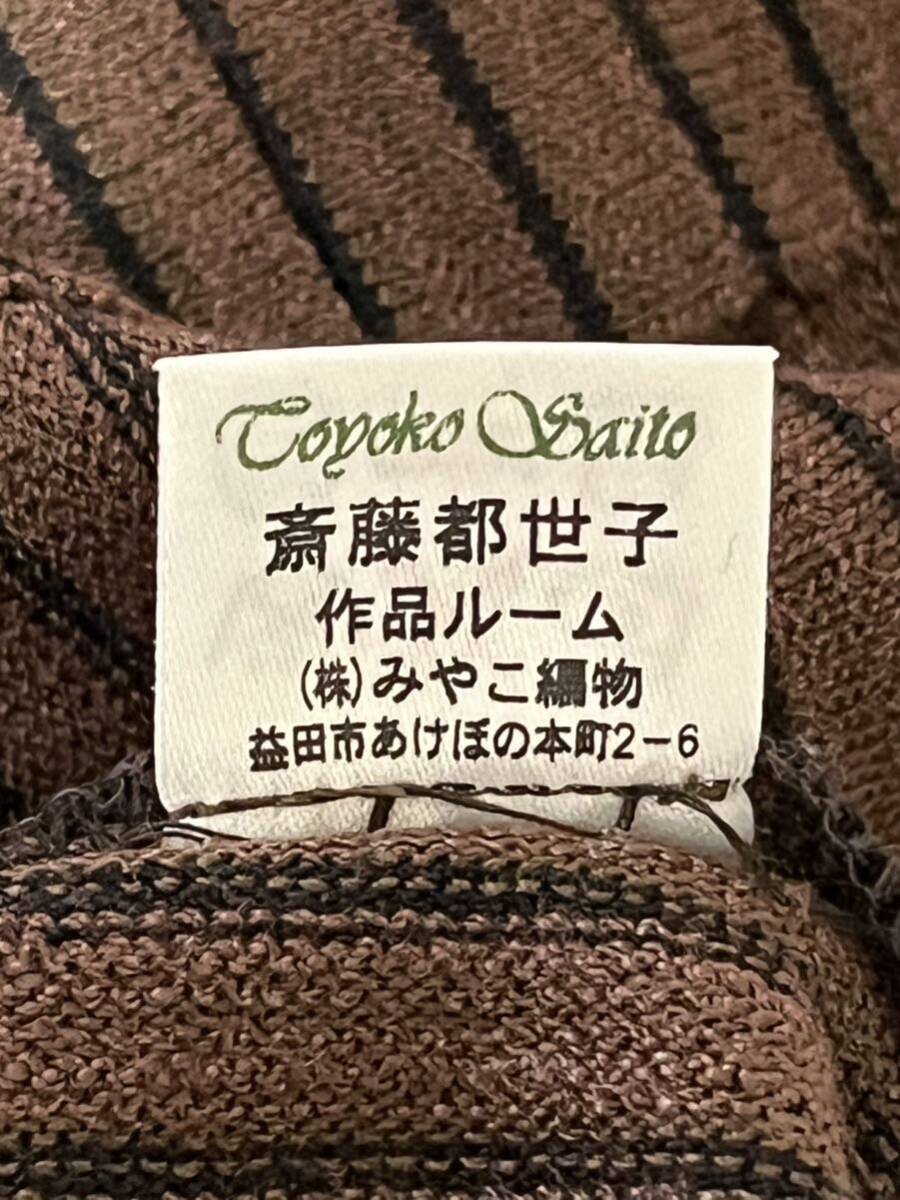 Toyoko Saito
斎藤都世子
作品ルーム
(株)みやこ編物
益田市あけぼの本町2-6